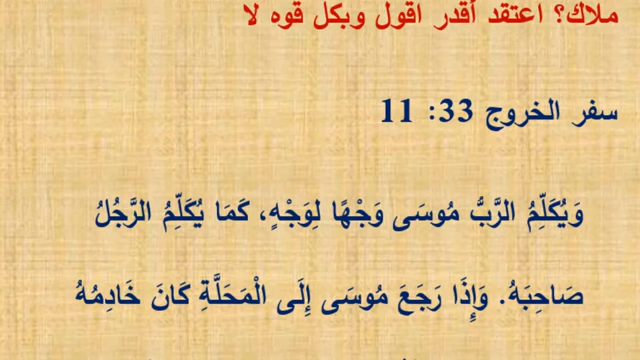 ملاك؟ اعتقد أقدر اقول وبكل قوه لا
سفر الخروج 33: 11
وَيُكَلِّمُ الرَّبُّ مُوسَى وَجْهًا لِوَجْهٍ، كَمَا يُكَلِّمُ الرَّجُلُ
صَاحِبَهُ. وَإِذَا رَجَعَ مُوسَى إِلَى الْمَحَلَّةِ كَانَ خَادِمُهُ